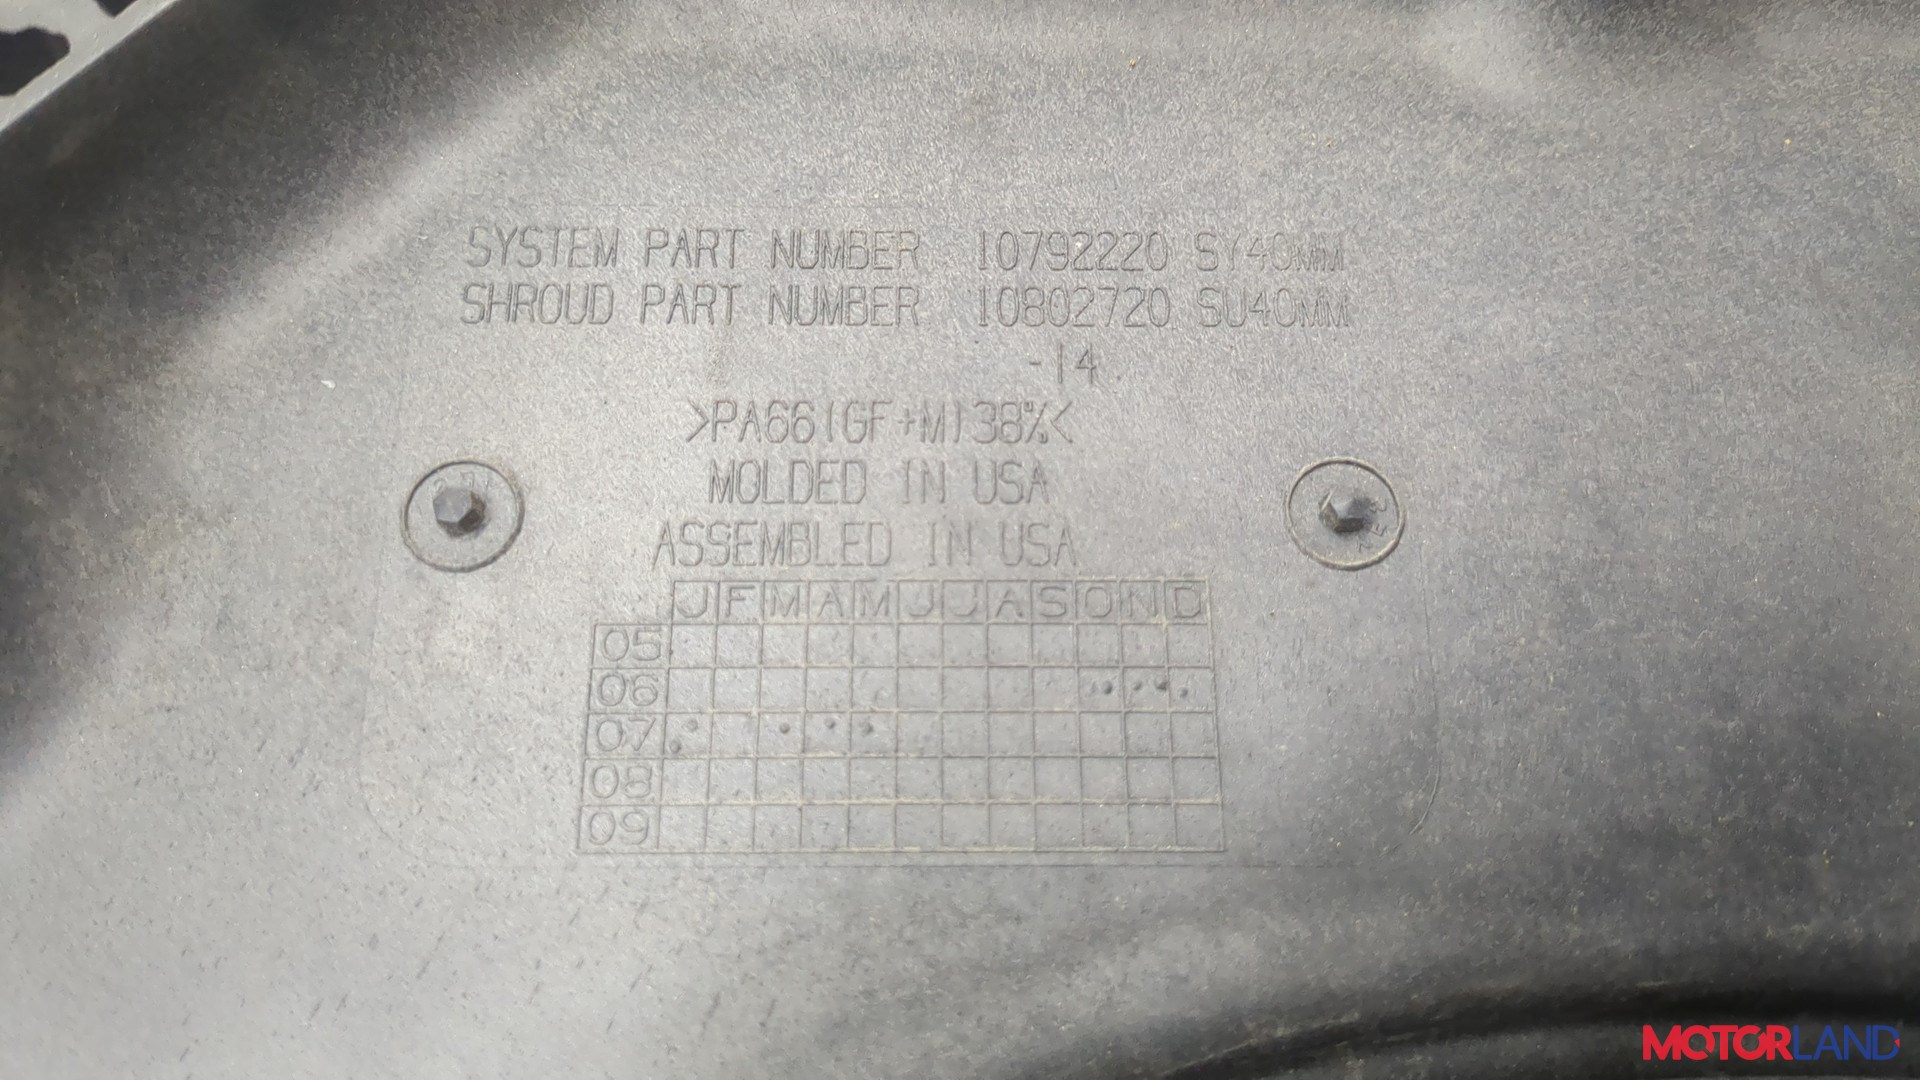 SYSTEM PART NUMBER 10792220 SY40MM
SHROUD PART NUMBER 10802720 SU40MM
-14
>PA66(GF+M)38%<
MOLDED IN USA
ASSEMBLED IN USA
J F M A M J J A S O N D
05
06
07
08
09
MOTORLAND